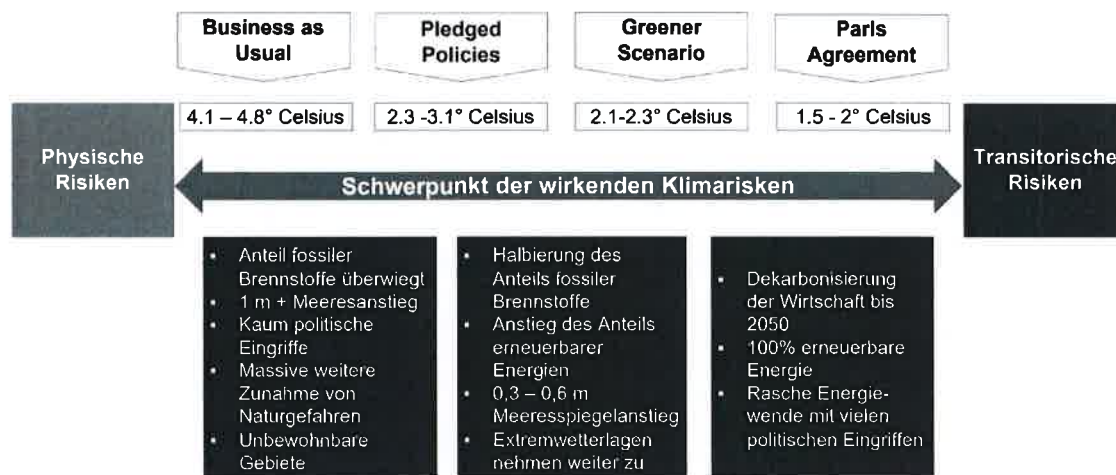 Business as
Usual
Pledged
Policies
Greener
Scenario
Paris
Agreement
4.1 – 4.8° Celsius
2.3 -3.1° Celsius
2.1-2.3° Celsius
1.5 - 2° Celsius
Physische
Risiken
Schwerpunkt der wirkenden Klimarisken
Transitorische
Risiken
▪ Anteil fossiler
Brennstoffe überwiegt
▪ 1 m + Meeresanstieg
▪ Kaum politische
Eingriffe
▪ Massive weitere
Zunahme von
Naturgefahren
▪ Unbewohnbare
Gebiete
▪ Halbierung des
Anteils fossiler
Brennstoffe
▪ Anstieg des Anteils
erneuerbarer
Energien
▪ 0,3 – 0,6 m
Meeresspiegelanstieg
▪ Extremwetterlagen
nehmen weiter zu
▪ Dekarbonisierung
der Wirtschaft bis
2050
▪ 100% erneuerbare
Energie
▪ Rasche Energie-
wende mit vielen
politischen Eingriffen